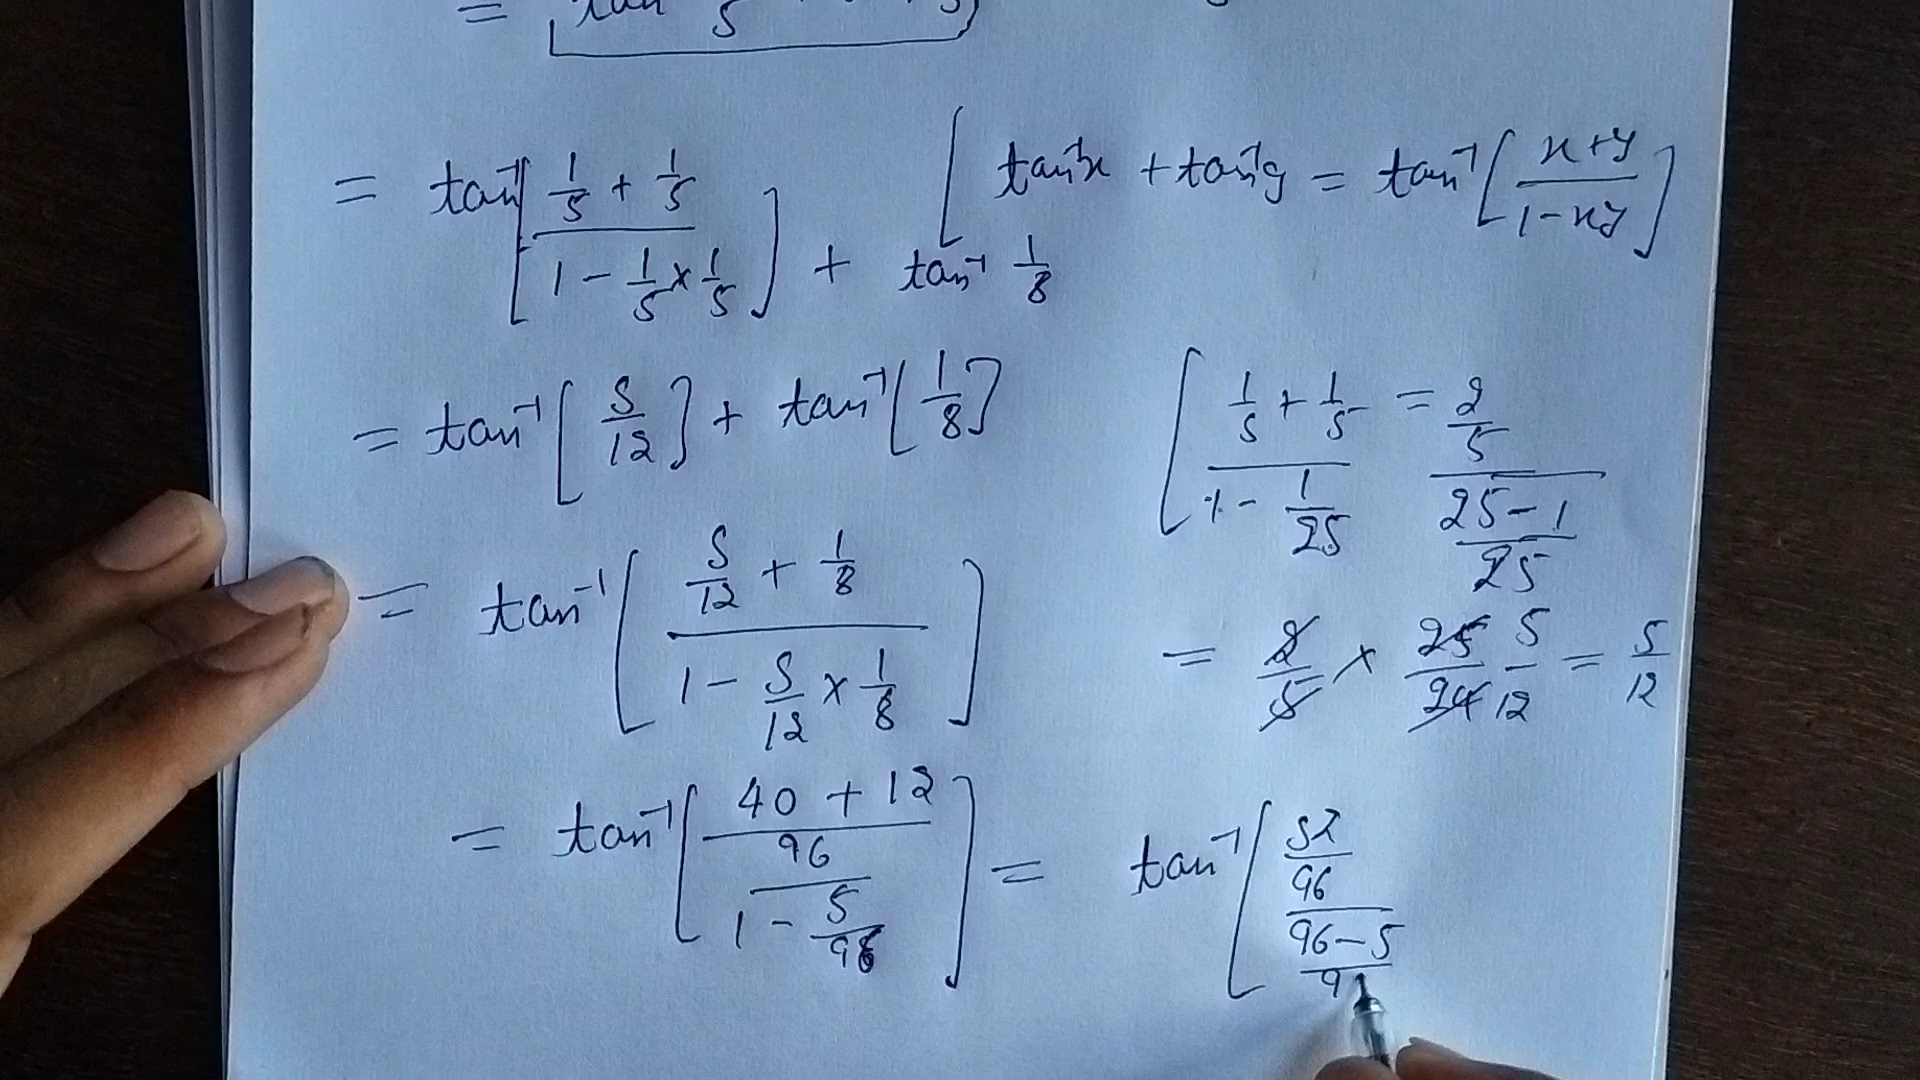 = tan⁻¹[(1/5 + 1/5)/(1 - 1/5 × 1/5)] + tan⁻¹ 1/8
[tan⁻¹x + tan⁻¹y = tan⁻¹[(x+y)/(1-xy)]
= tan⁻¹[5/12] + tan⁻¹[1/8]
[(1/5 + 1/5)/(1 - 1/25) = (2/5)/((25-1)/25)
= 2/5 × 25/24 5/12 = 5/12
= tan⁻¹[(5/12 + 1/8)/(1 - 5/12 × 1/8)]
= tan⁻¹[((40 + 12)/96)/(1 - 5/96)] = tan⁻¹[(52/96)/((96-5)/9